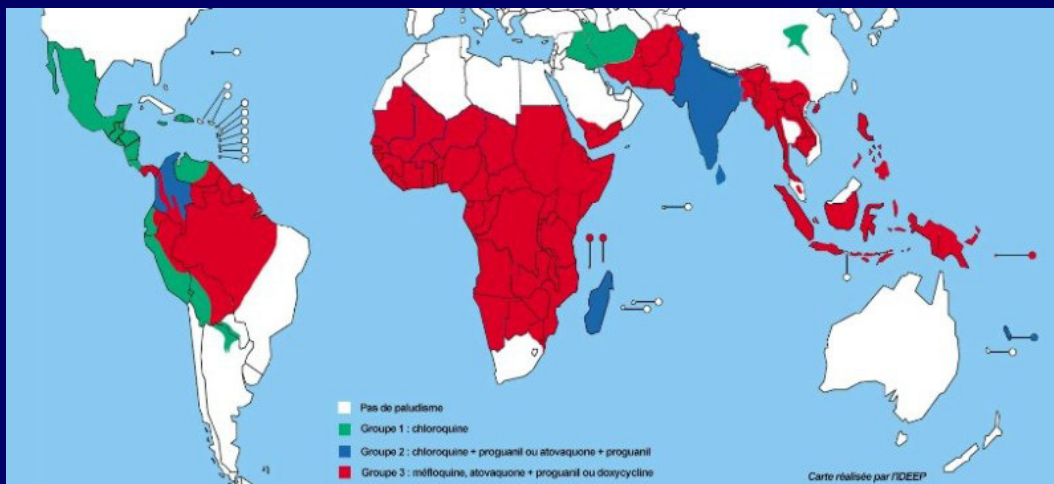 Pas de paludisme
Groupe 1 : chloroquine
Groupe 2 : chloroquine + proguanil ou atovaquone + proguanil
Groupe 3 : méfloquine, atovaquone + proguanil ou doxycycline
Carte réalisée par l'IDEEP